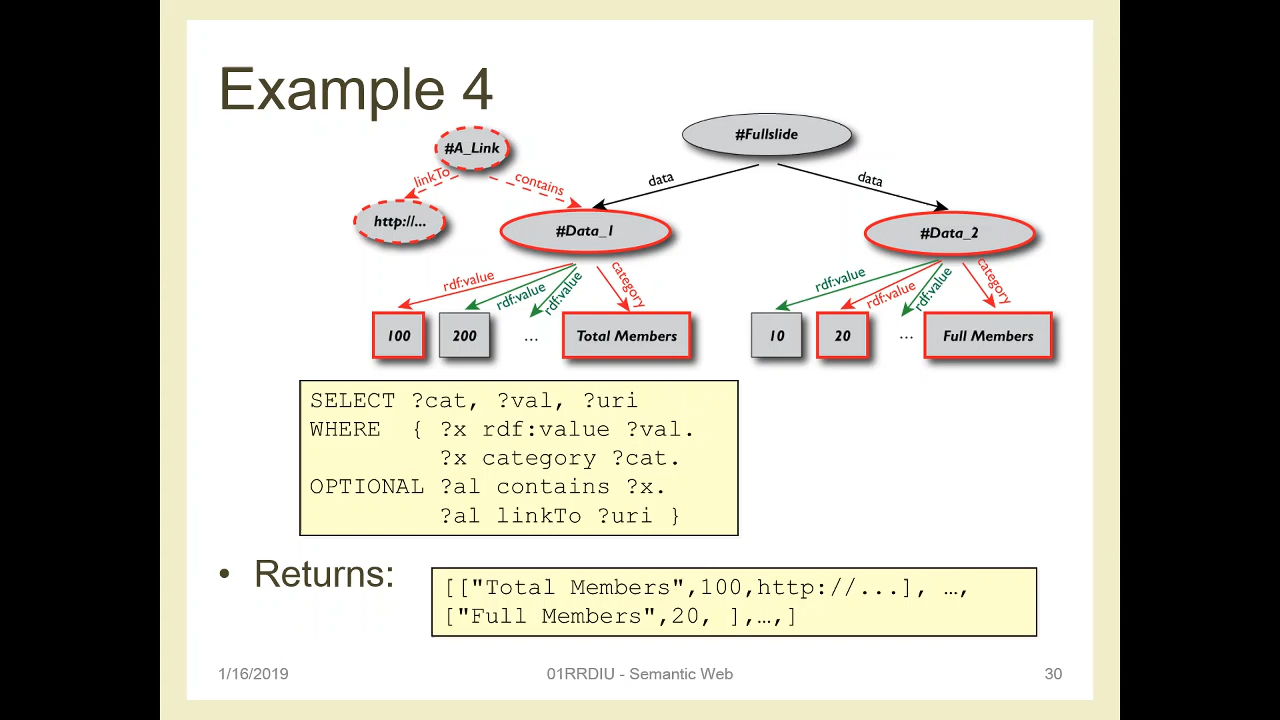 Example 4
#A_Link
#Fullslide
linkTo
contains
data
data
http://...
#Data_1
#Data_2
rdf:value
rdf:value
rdf:value
category
rdf:value
rdf:value
rdf:value
category
100
200
...
Total Members
10
20
...
Full Members
SELECT ?cat, ?val, ?uri
WHERE { ?x rdf:value ?val.
?x category ?cat.
OPTIONAL ?al contains ?x.
?al linkTo ?uri }
• Returns:
[["Total Members",100,http://...], …,
["Full Members",20, ],…,]
1/16/2019
01RRDIU - Semantic Web
30